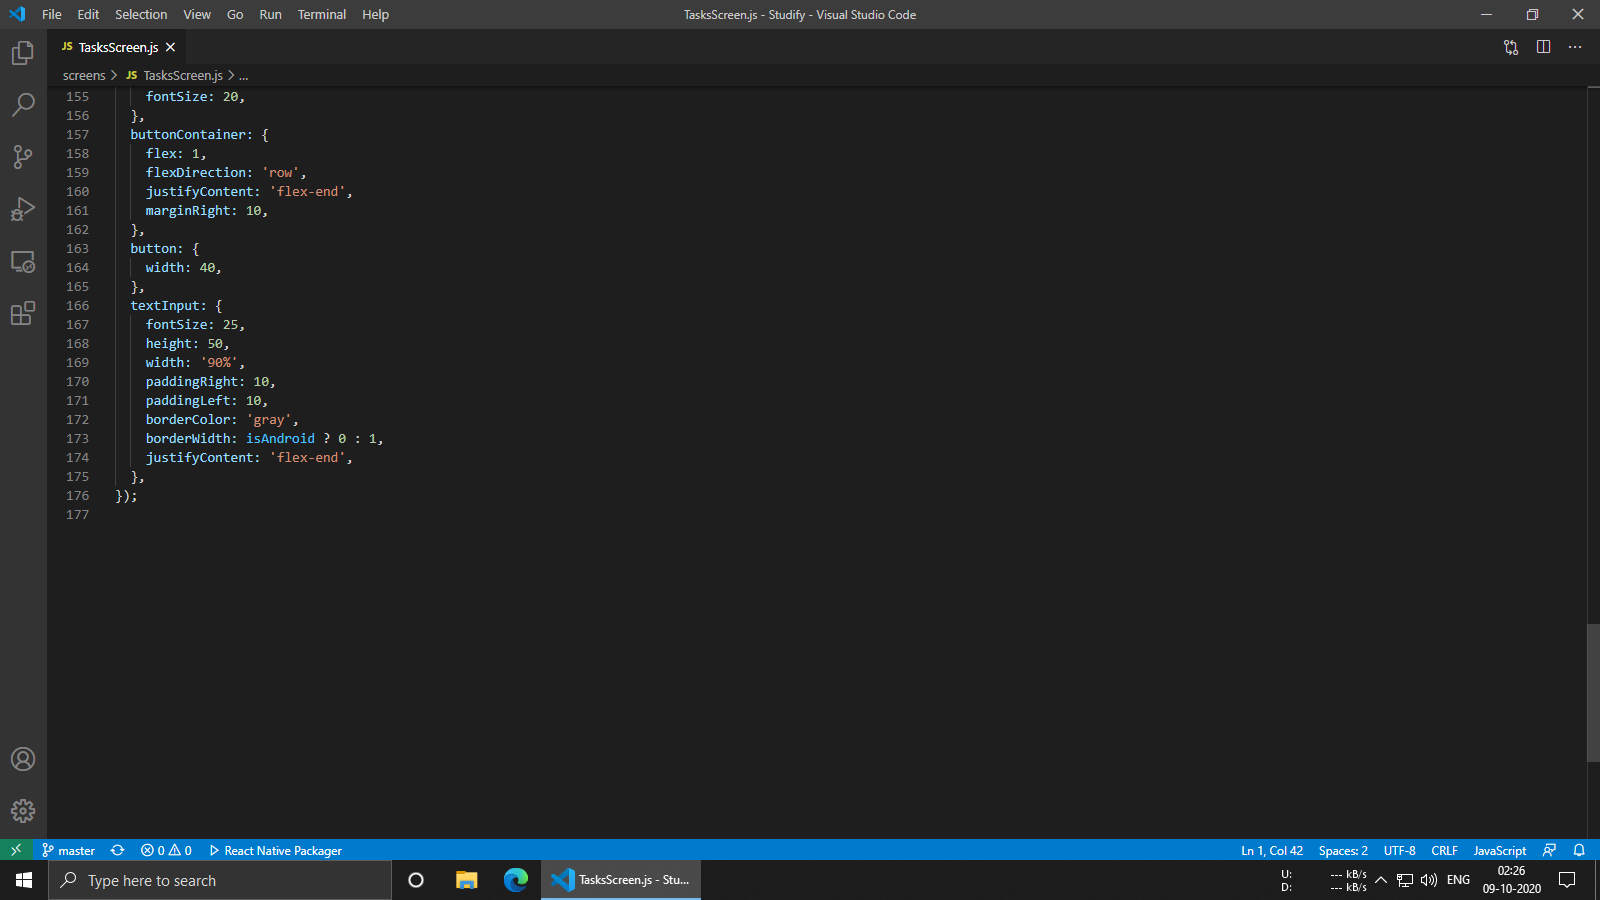 File Edit Selection View Go Run Terminal Help TasksScreen.js - Studify - Visual Studio Code
JS TasksScreen.js
screens > JS TasksScreen.js > ...
155 fontSize: 20,
156 },
157 buttonContainer: {
158 flex: 1,
159 flexDirection: 'row',
160 justifyContent: 'flex-end',
161 marginRight: 10,
162 },
163 button: {
164 width: 40,
165 },
166 textInput: {
167 fontSize: 25,
168 height: 50,
169 width: '90%',
170 paddingRight: 10,
171 paddingLeft: 10,
172 borderColor: 'gray',
173 borderWidth: isAndroid ? 0 : 1,
174 justifyContent: 'flex-end',
175 },
176 });
177
master 0 0 React Native Packager Ln 1, Col 42 Spaces: 2 UTF-8 CRLF JavaScript
Type here to search TasksScreen.js - Stu... ENG
U: --- kB/s
D: --- kB/s
02:26
09-10-2020